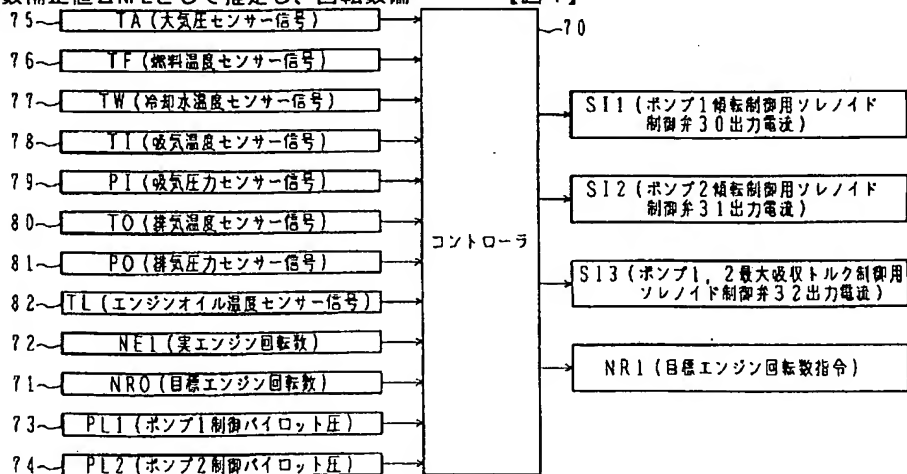 75 TA(大気圧センサー信号)
76 TF(燃料温度センサー信号)
77 TW(冷却水温度センサー信号)
78 TI(吸気温度センサー信号)
79 PI(吸気圧力センサー信号)
80 TO(排気温度センサー信号)
81 PO(排気圧力センサー信号)
82 TL(エンジンオイル温度センサー信号)
72 NE1(実エンジン回転数)
71 NRO(目標エンジン回転数)
73 PL1(ポンプ1制御パイロット圧)
74 PL2(ポンプ2制御パイロット圧)
コントローラ
70
SI1(ポンプ1傾転制御用ソレノイド
制御弁30出力電流)
SI2(ポンプ2傾転制御用ソレノイド
制御弁31出力電流)
SI3(ポンプ1,2最大吸収トルク制御用
ソレノイド制御弁32出力電流)
NR1(目標エンジン回転数指令)